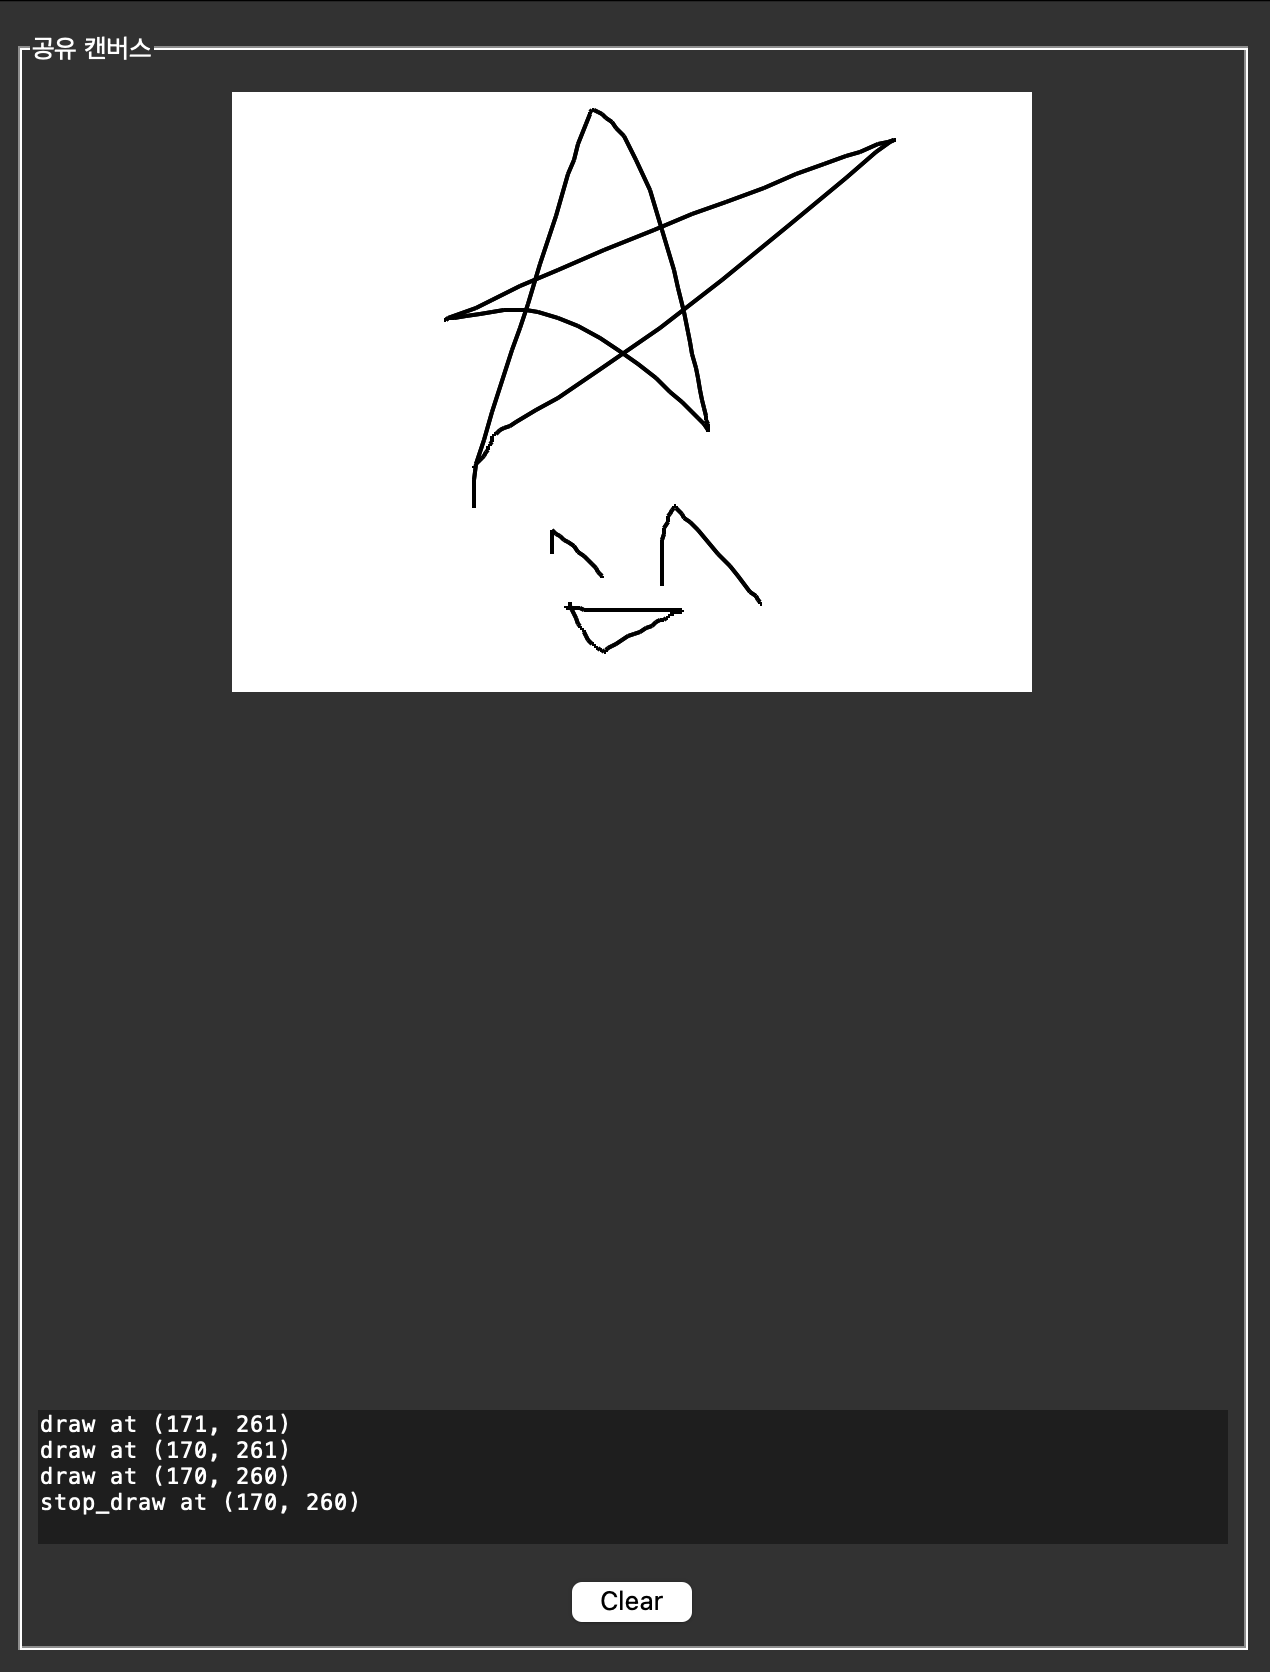 공유 캔버스
draw at (171, 261)
draw at (170, 261)
draw at (170, 260)
stop_draw at (170, 260)
Clear